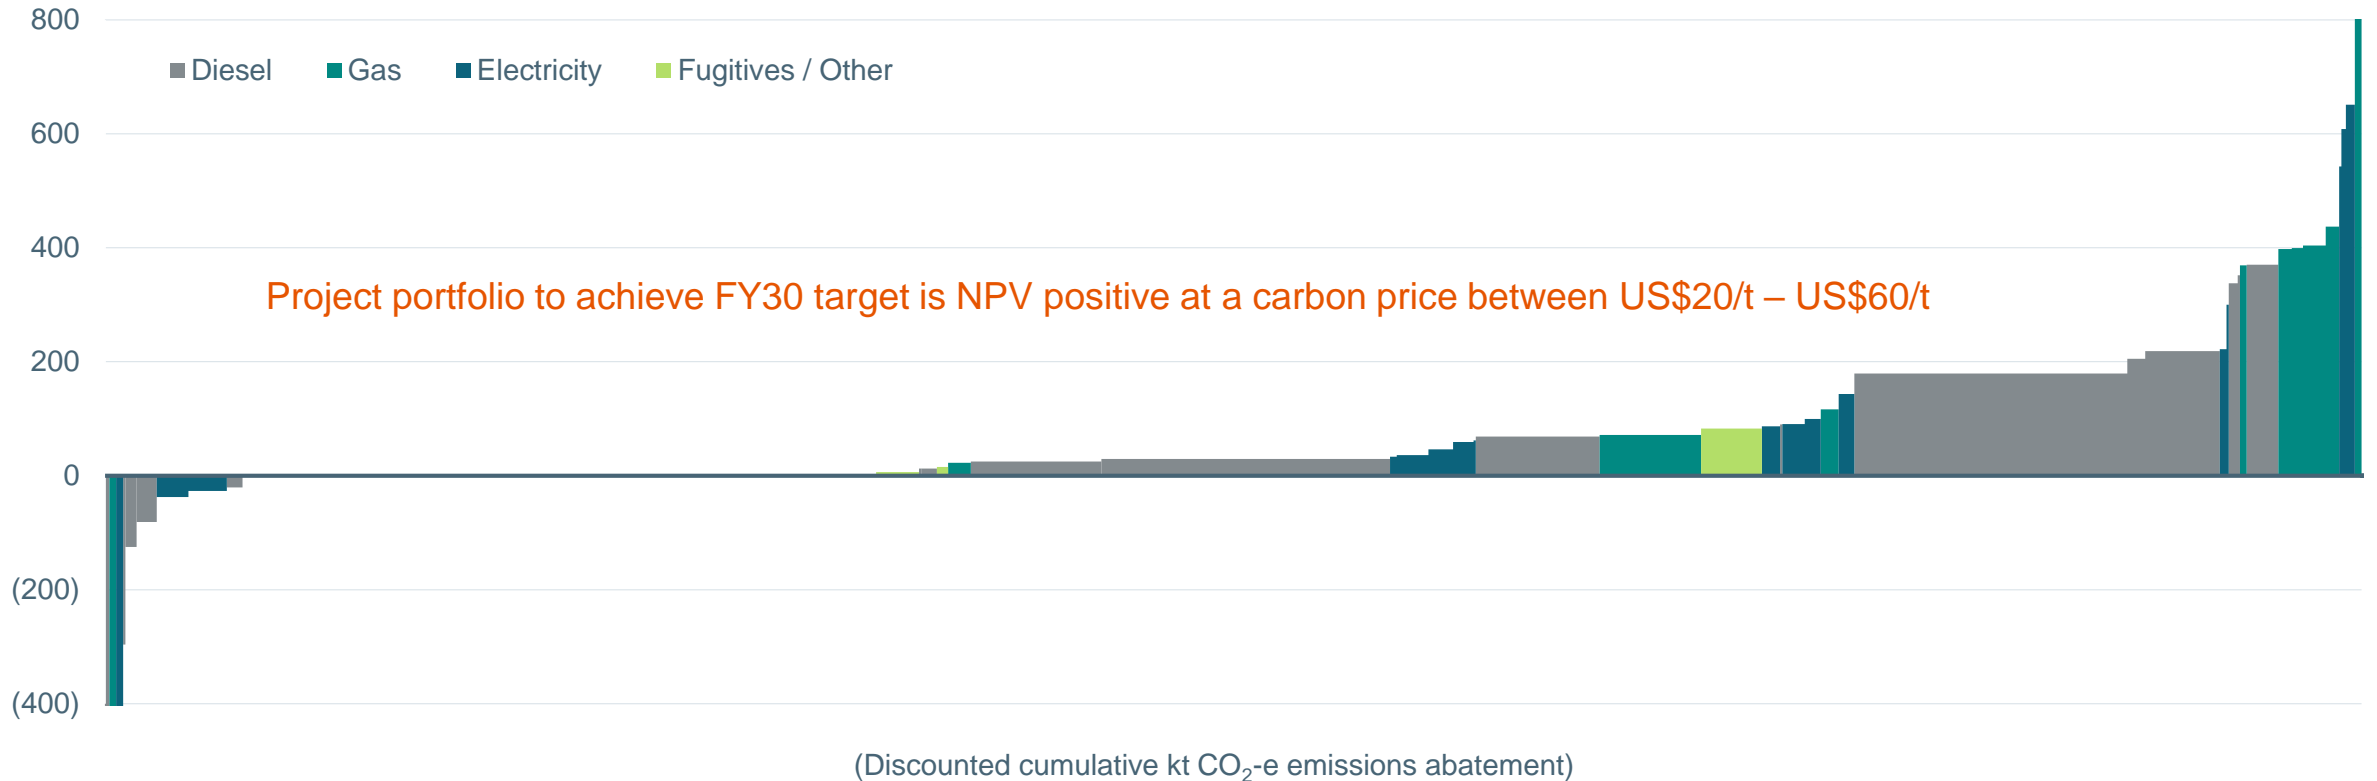 800
Diesel Gas Electricity Fugitives / Other
600
400
Project portfolio to achieve FY30 target is NPV positive at a carbon price between US$20/t – US$60/t
200
0
(200)
(400)
(Discounted cumulative kt CO₂-e emissions abatement)